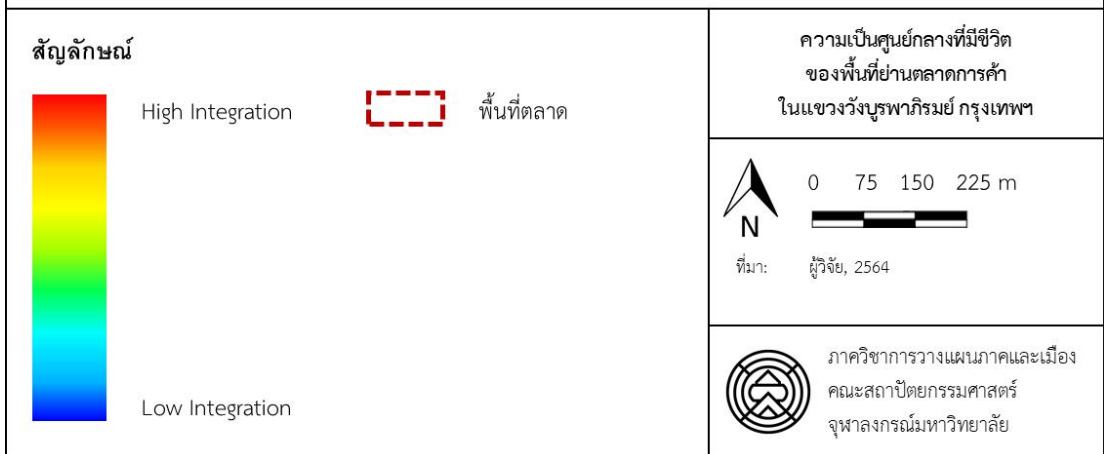 สัญลักษณ์
High Integration
พื้นที่ตลาด
Low Integration
ความเป็นศูนย์กลางที่มีชีวิต
ของพื้นที่ย่านตลาดการค้า
ในแขวงวังบูรพาภิรมย์ กรุงเทพฯ
0 75 150 225 m
N
ที่มา: ผู้วิจัย, 2564
ภาควิชาการวางแผนภาคและเมือง
คณะสถาปัตยกรรมศาสตร์
จุฬาลงกรณ์มหาวิทยาลัย